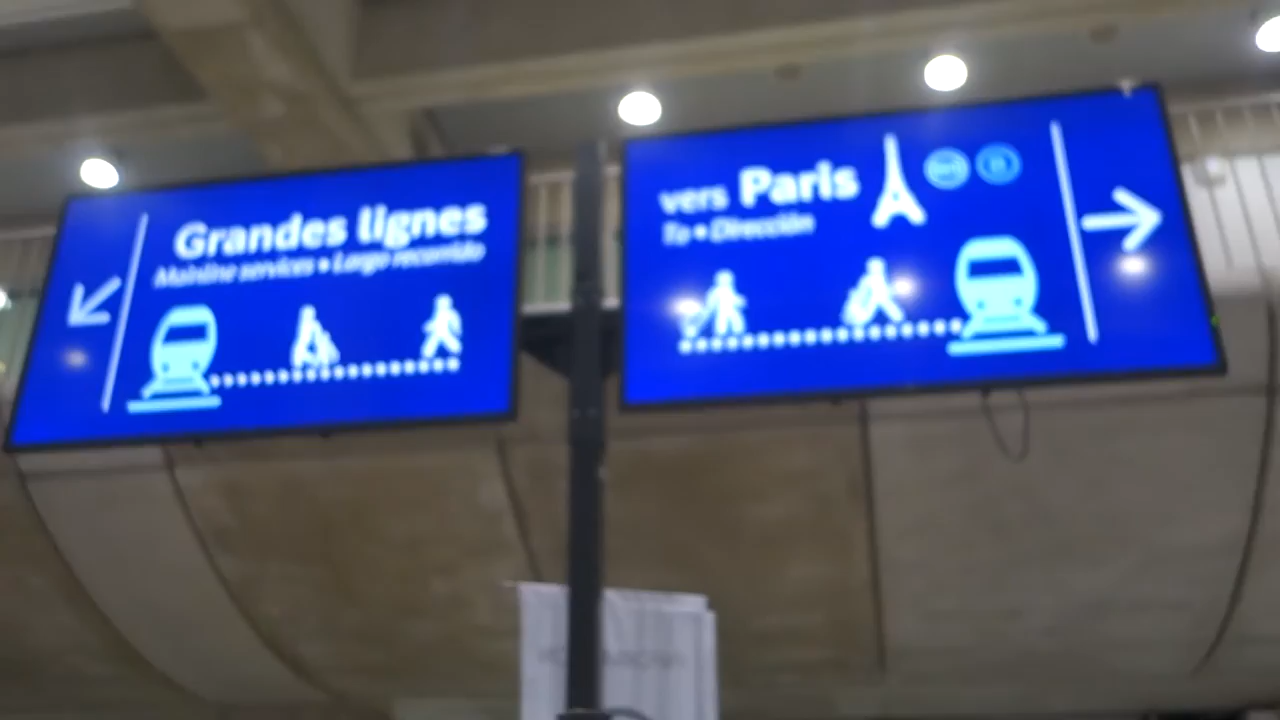 Grandes lignes
Mainline services • Largo recorrido
vers Paris
To • Dirección